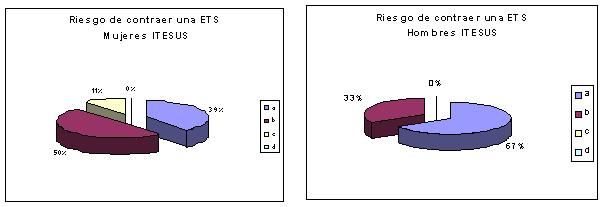 Riesgo de contraer una ETS
Mujeres ITESUS
11%
0%
39%
50%
a
b
c
d
Riesgo de contraer una ETS
Hombres ITESUS
0%
33%
67%
a
b
c
d